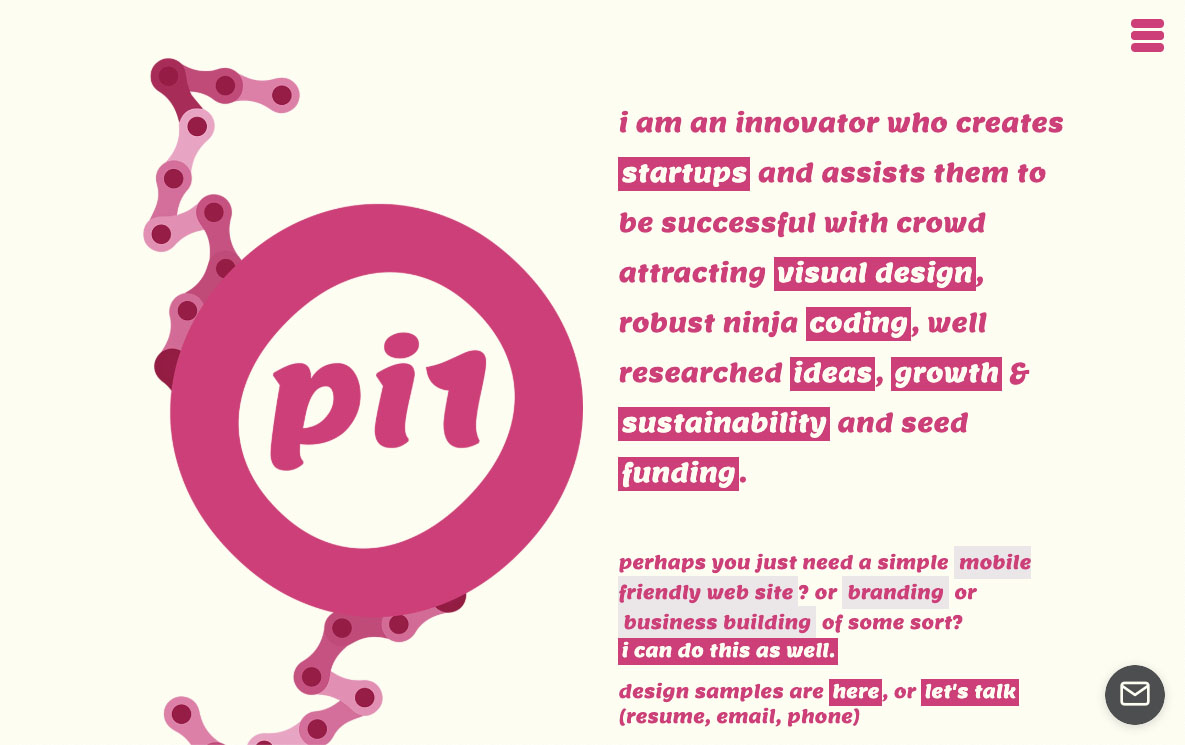 pi1
i am an innovator who creates
startups and assists them to
be successful with crowd
attracting visual design,
robust ninja coding, well
researched ideas, growth &
sustainability and seed
funding.
perhaps you just need a simple mobile
friendly web site ? or branding or
business building of some sort?
i can do this as well.
design samples are here, or let's talk
(resume, email, phone)